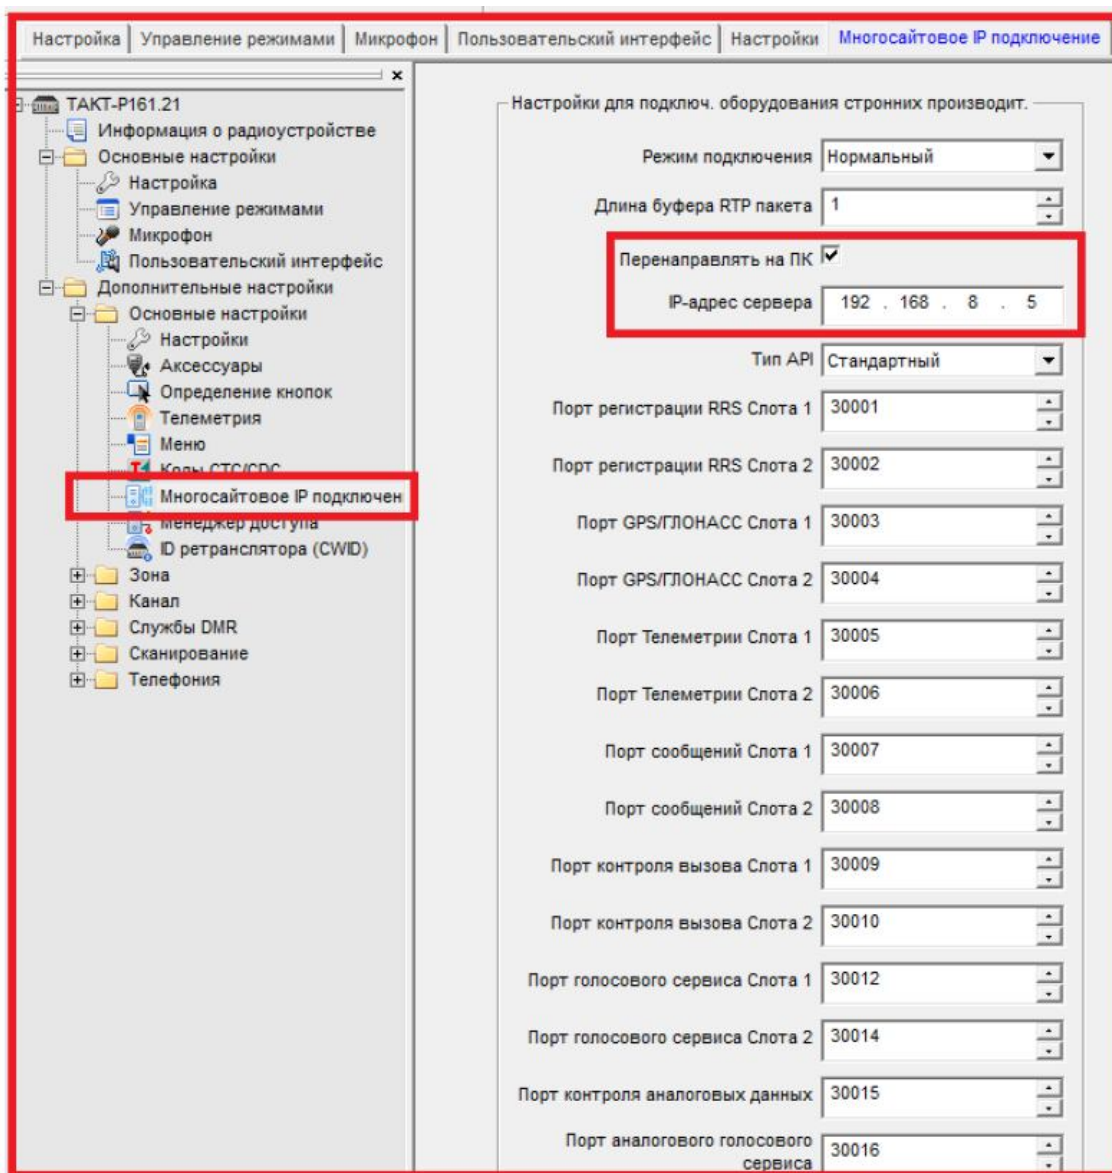 Настройка Управление режимами Микрофон Пользовательский интерфейс Настройки Многосайтовое IP подключение
ТАКТ-Р161.21
Информация о радиоустройстве
Основные настройки
Настройка
Управление режимами
Микрофон
Пользовательский интерфейс
Дополнительные настройки
Основные настройки
Настройки
Аксессуары
Определение кнопок
Телеметрия
Меню
Коды CTC/CDC
Многосайтовое IP подключен
Менеджер доступа
ID ретранслятора (CWID)
Зона
Канал
Службы DMR
Сканирование
Телефония
Настройки для подключ. оборудования стронних производит.
Режим подключения Нормальный
Длина буфера RTP пакета 1
Перенаправлять на ПК
IP-адрес сервера 192 . 168 . 8 . 5
Тип API Стандартный
Порт регистрации RRS Слота 1 30001
Порт регистрации RRS Слота 2 30002
Порт GPS/ГЛОНАСС Слота 1 30003
Порт GPS/ГЛОНАСС Слота 2 30004
Порт Телеметрии Слота 1 30005
Порт Телеметрии Слота 2 30006
Порт сообщений Слота 1 30007
Порт сообщений Слота 2 30008
Порт контроля вызова Слота 1 30009
Порт контроля вызова Слота 2 30010
Порт голосового сервиса Слота 1 30012
Порт голосового сервиса Слота 2 30014
Порт контроля аналоговых данных 30015
Порт аналогового голосового
сервиса 30016